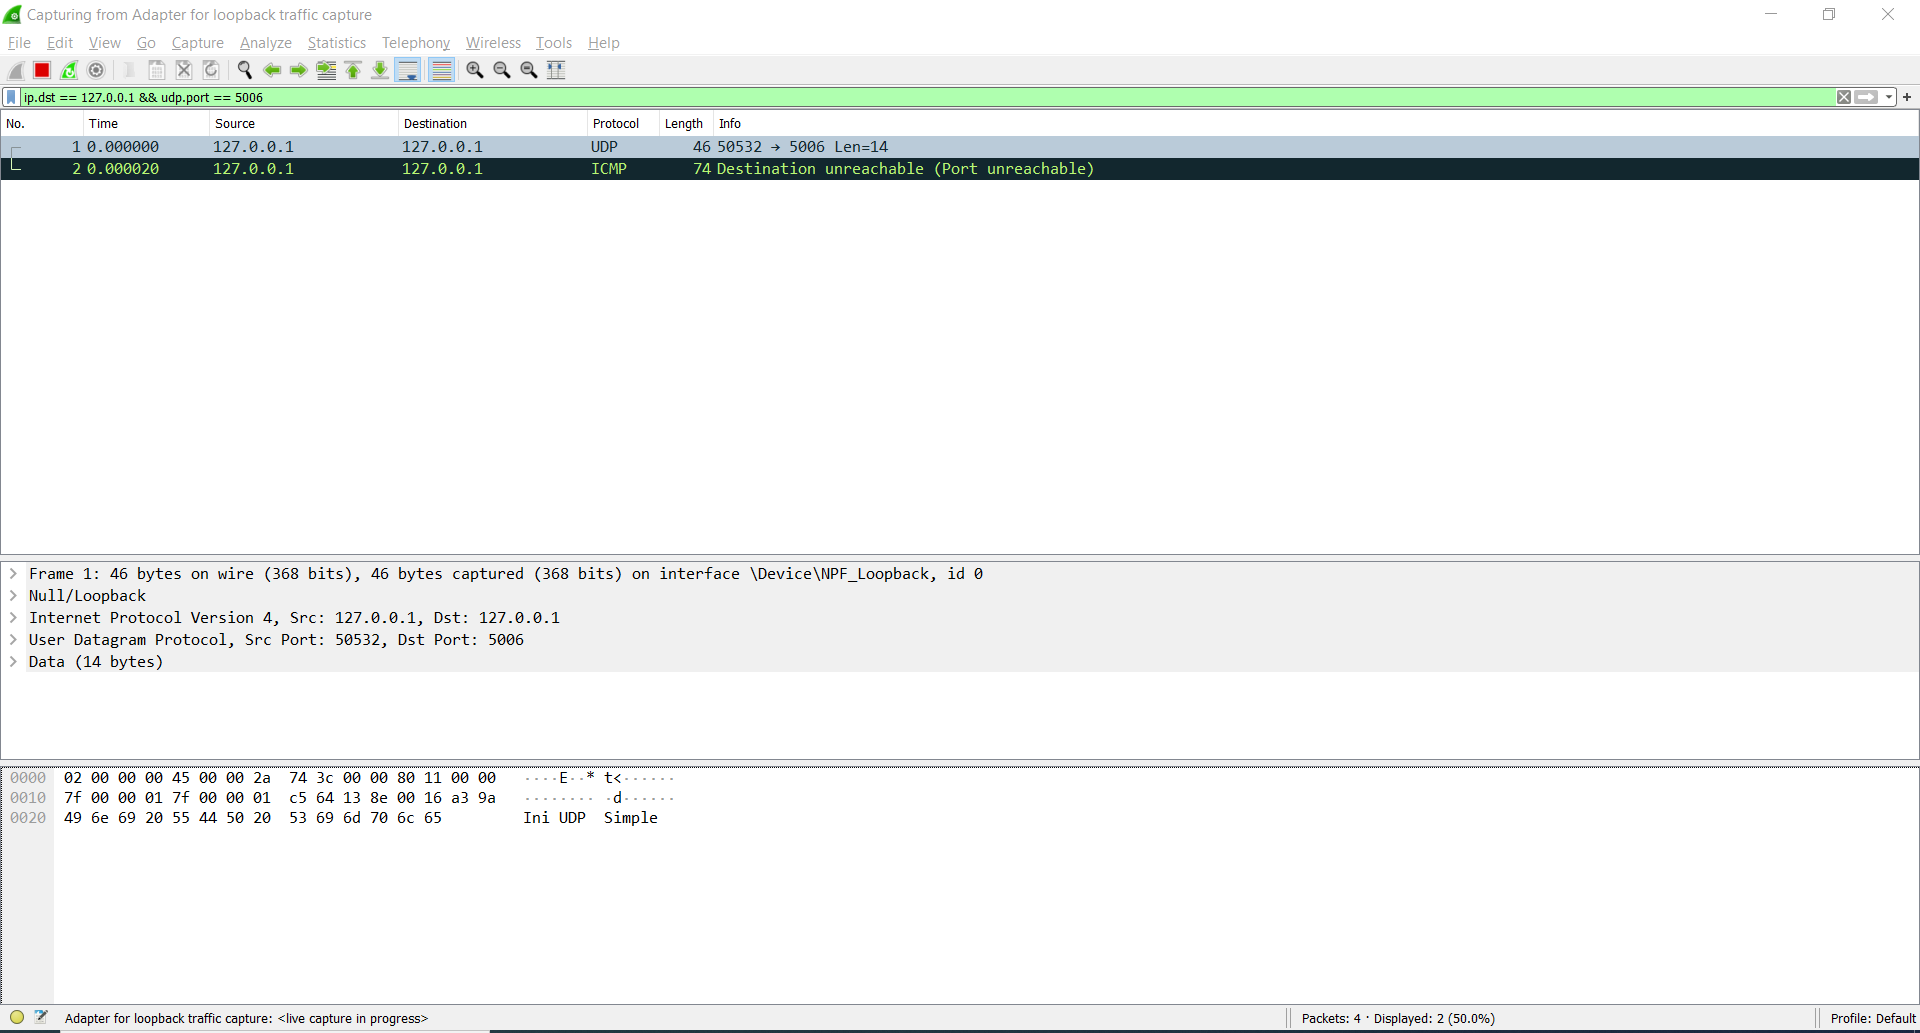 Capturing from Adapter for loopback traffic capture
File Edit View Go Capture Analyze Statistics Telephony Wireless Tools Help
ip.dst == 127.0.0.1 && udp.port == 5006
No. Time Source Destination Protocol Length Info
1 0.000000 127.0.0.1 127.0.0.1 UDP 46 50532 → 5006 Len=14
2 0.000020 127.0.0.1 127.0.0.1 ICMP 74 Destination unreachable (Port unreachable)
Frame 1: 46 bytes on wire (368 bits), 46 bytes captured (368 bits) on interface \Device\NPF_Loopback, id 0
Null/Loopback
Internet Protocol Version 4, Src: 127.0.0.1, Dst: 127.0.0.1
User Datagram Protocol, Src Port: 50532, Dst Port: 5006
Data (14 bytes)
0000 02 00 00 00 45 00 00 2a 74 3c 00 00 80 11 00 00 ····E··* t<······
0010 7f 00 00 01 7f 00 00 01 c5 64 13 8e 00 16 a3 9a ········ ·d······
0020 49 6e 69 20 55 44 50 20 53 69 6d 70 6c 65 Ini UDP Simple
Adapter for loopback traffic capture: <live capture in progress>
Packets: 4 · Displayed: 2 (50.0%)
Profile: Default